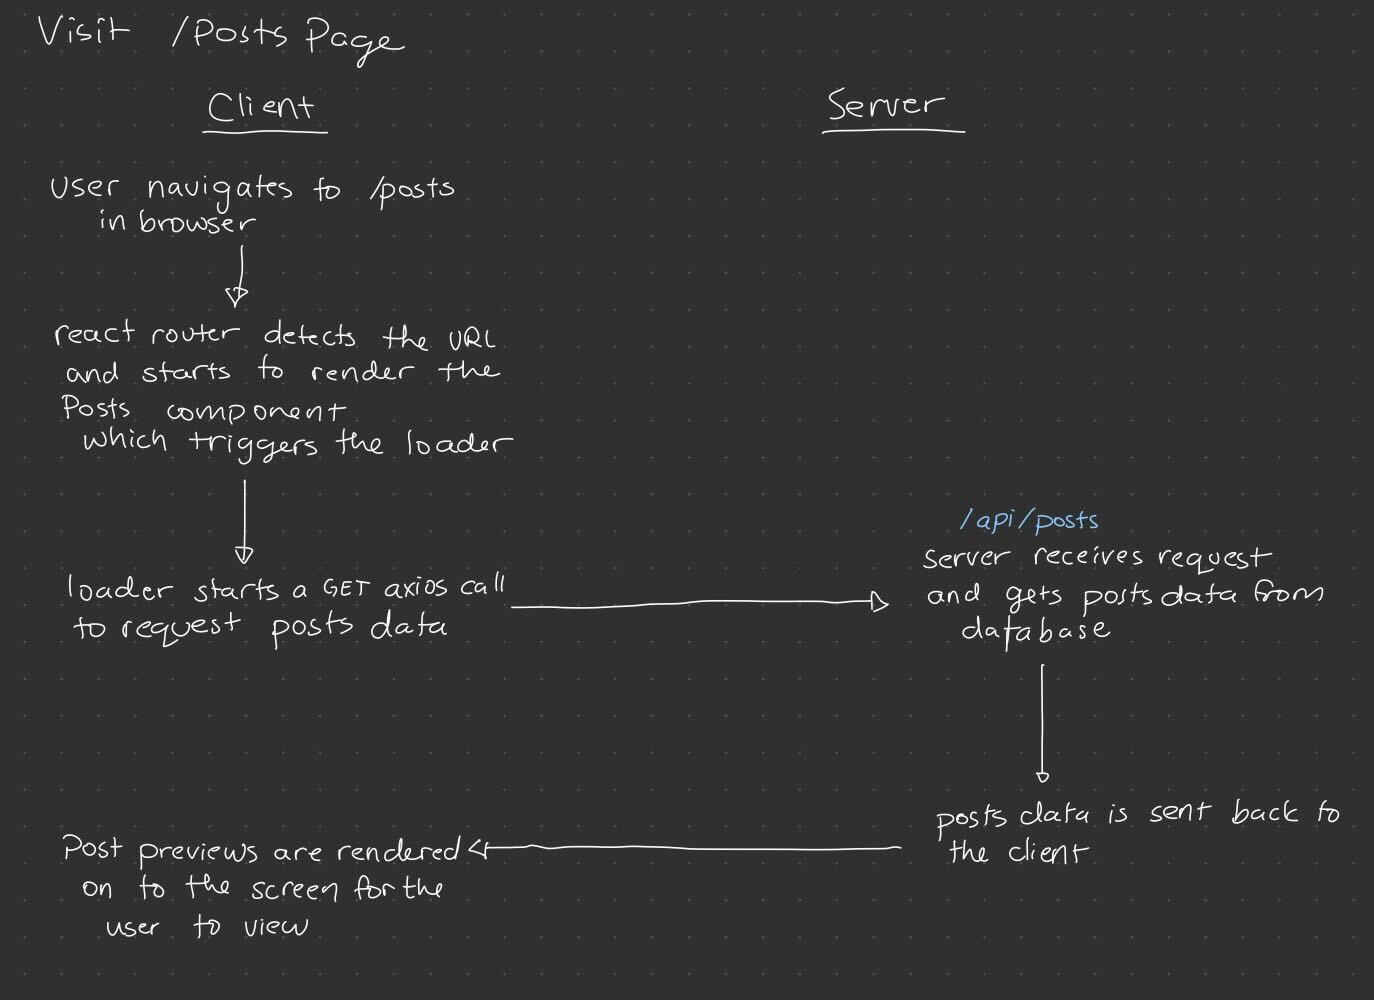 Visit /Posts Page
Client
Server
User navigates to /posts
in browser
react router detects the URL
and starts to render the
Posts component
which triggers the loader
loader starts a GET axios call
to request posts data
/api/posts
server receives request
and gets posts data from
database
posts data is sent back to
the client
Post previews are rendered
on to the screen for the
user to view